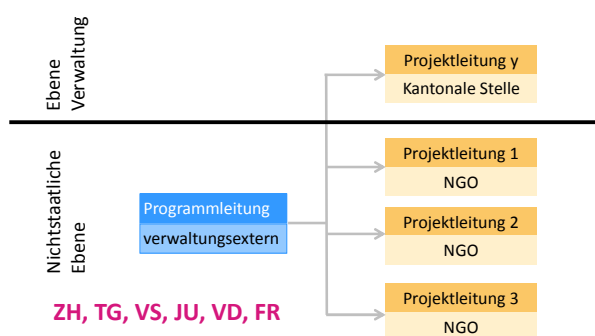 Ebene
Verwaltung
Projektleitung y
Kantonale Stelle
Nichtstaatliche
Ebene
Programmleitung
verwaltungsextern
Projektleitung 1
NGO
Projektleitung 2
NGO
Projektleitung 3
NGO
ZH, TG, VS, JU, VD, FR